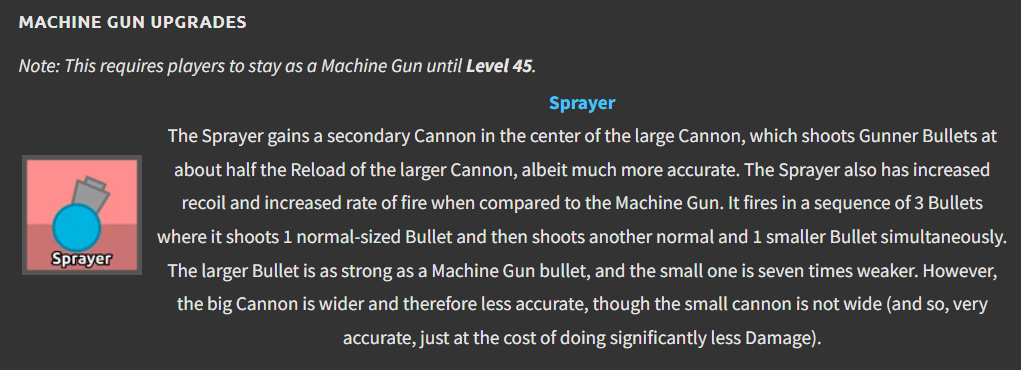 MACHINE GUN UPGRADES
Note: This requires players to stay as a Machine Gun until Level 45.
Sprayer
The Sprayer gains a secondary Cannon in the center of the large Cannon, which shoots Gunner Bullets at
about half the Reload of the larger Cannon, albeit much more accurate. The Sprayer also has increased
recoil and increased rate of fire when compared to the Machine Gun. It fires in a sequence of 3 Bullets
where it shoots 1 normal-sized Bullet and then shoots another normal and 1 smaller Bullet simultaneously.
The larger Bullet is as strong as a Machine Gun bullet, and the small one is seven times weaker. However,
the big Cannon is wider and therefore less accurate, though the small cannon is not wide (and so, very
accurate, just at the cost of doing significantly less Damage).
Sprayer